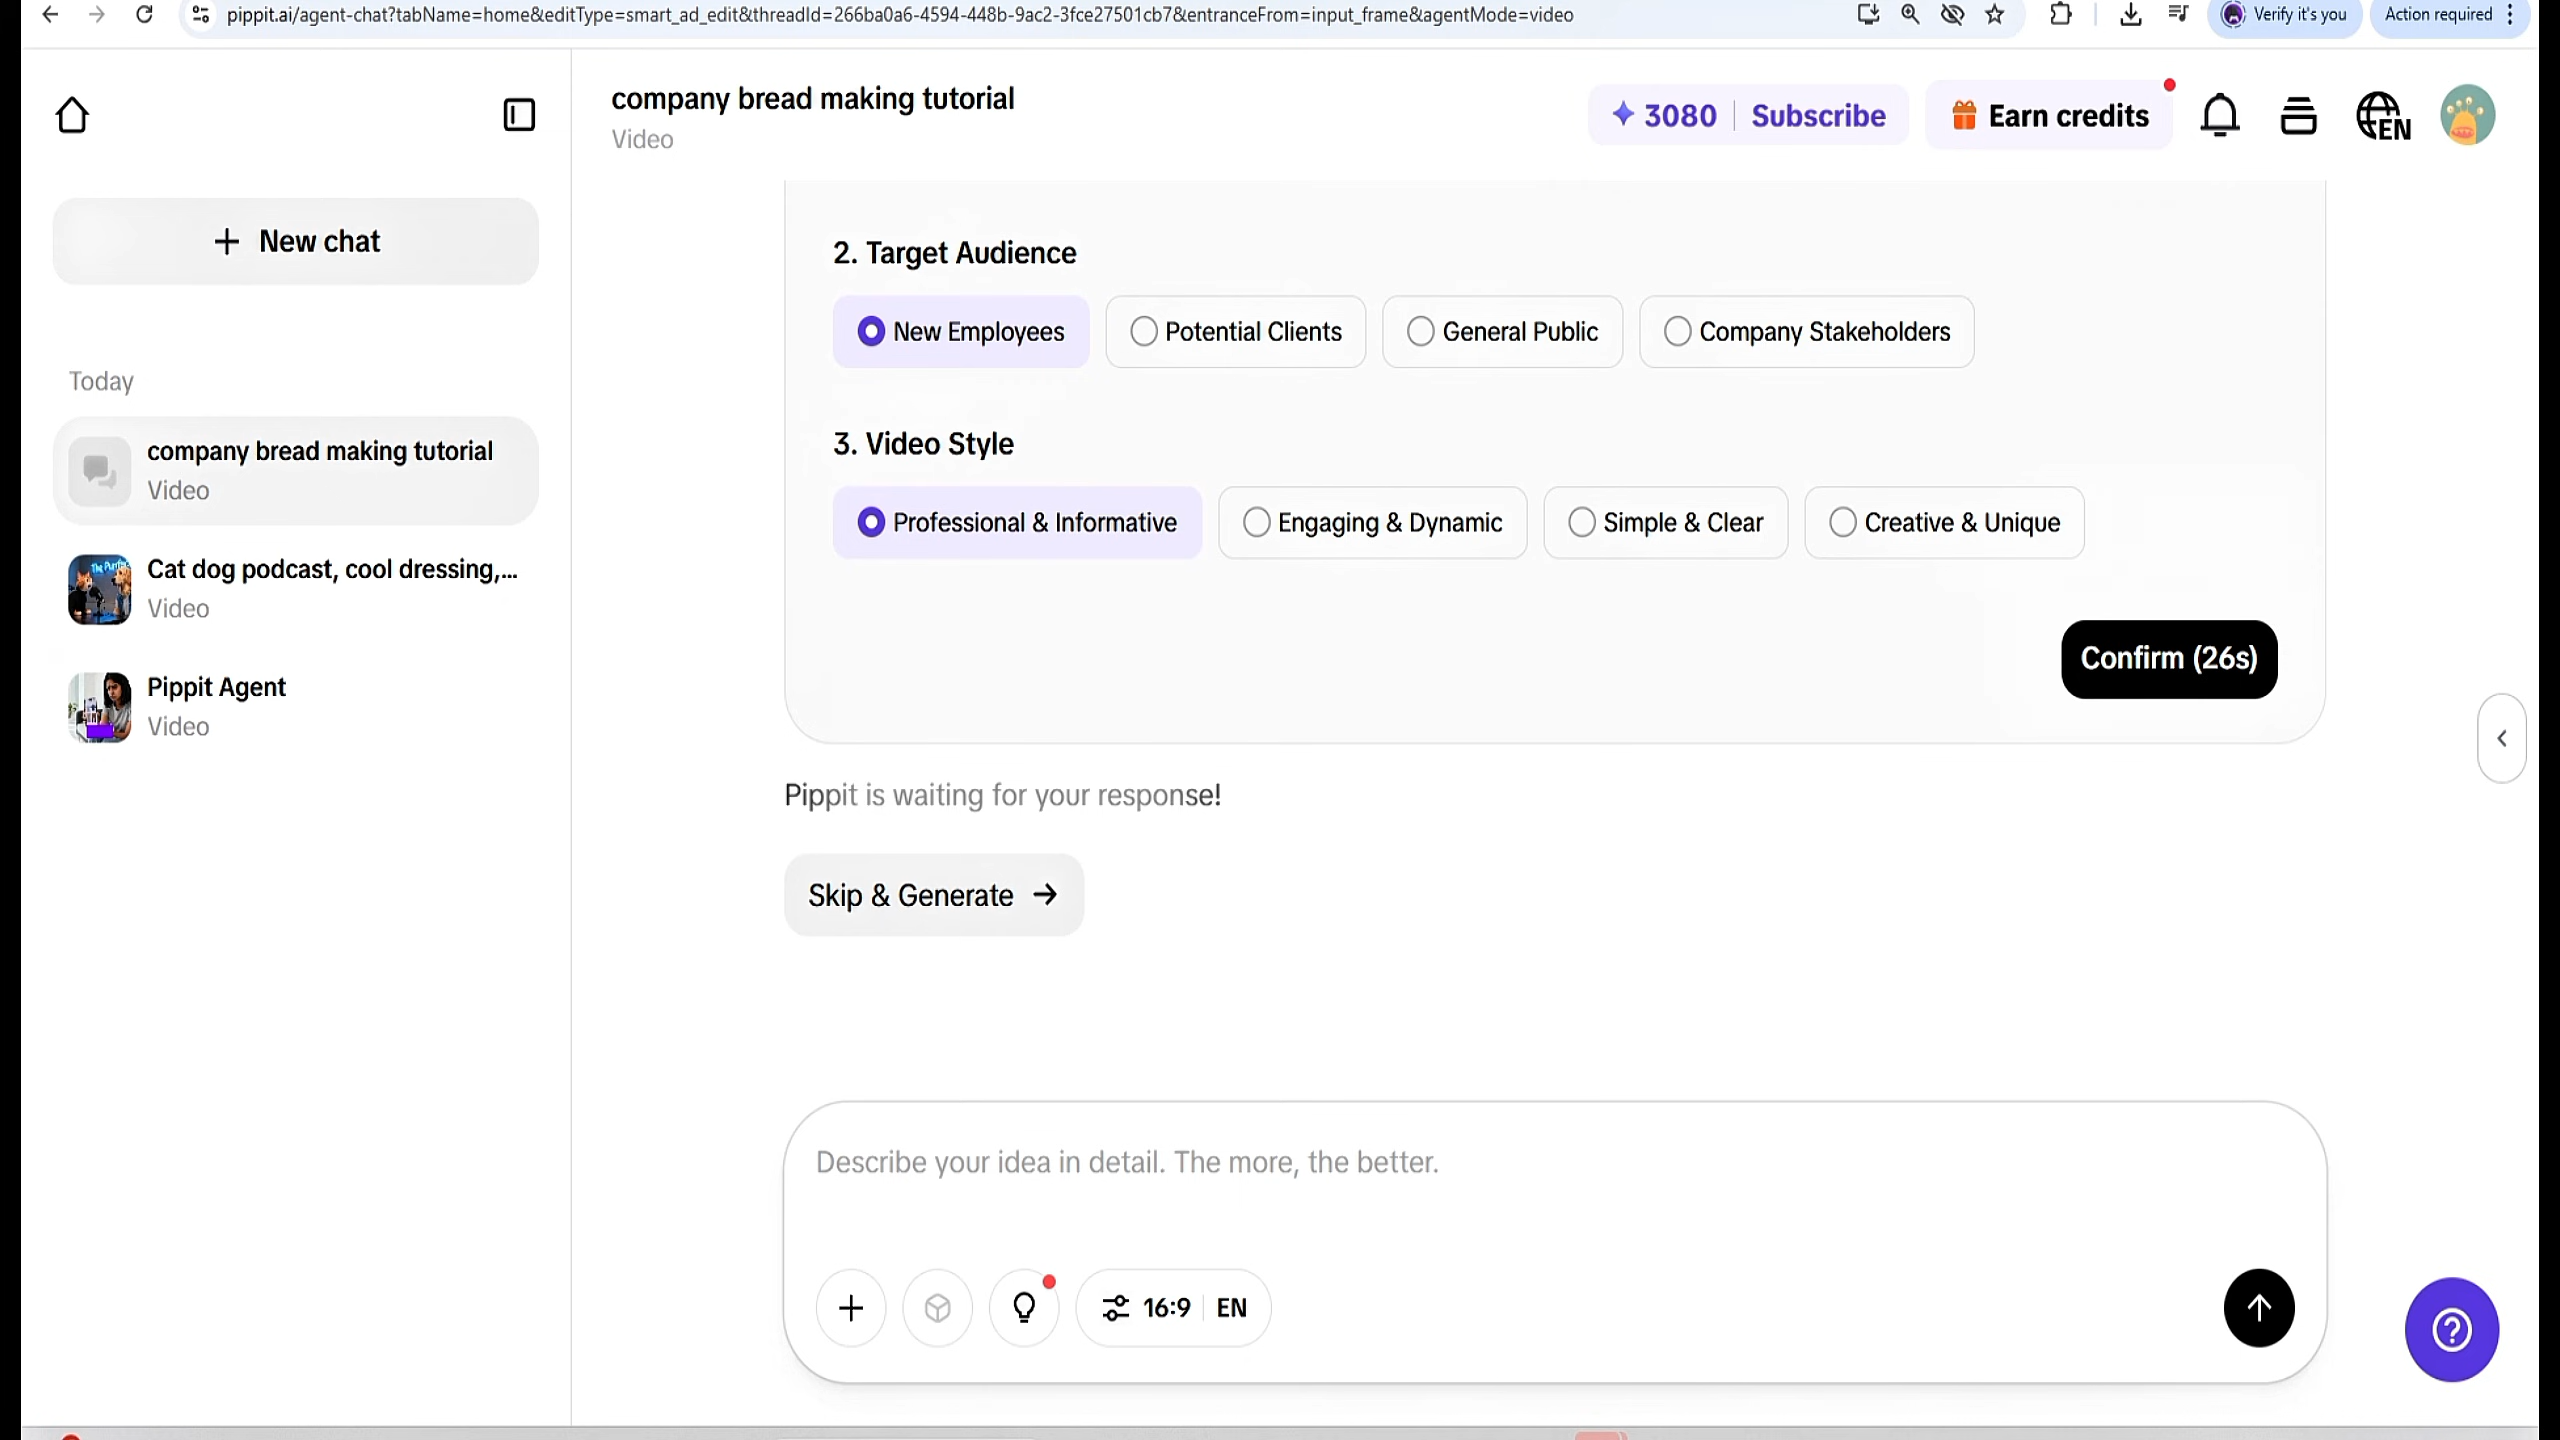 pippit.ai/agent-chat?tabName=home&editType=smart_ad_edit&threadId=266ba0a6-4594-448b-9ac2-3fce27501cb7&entranceFrom=input_frame&agentMode=video
Verify it's you
Action required
company bread making tutorial
Video
3080
Subscribe
Earn credits
EN
New chat
Today
company bread making tutorial
Video
Cat dog podcast, cool dressing,...
Video
Pippit Agent
Video
2. Target Audience
New Employees
Potential Clients
General Public
Company Stakeholders
3. Video Style
Professional & Informative
Engaging & Dynamic
Simple & Clear
Creative & Unique
Confirm (26s)
Pippit is waiting for your response!
Skip & Generate
Describe your idea in detail. The more, the better.
16:9
EN